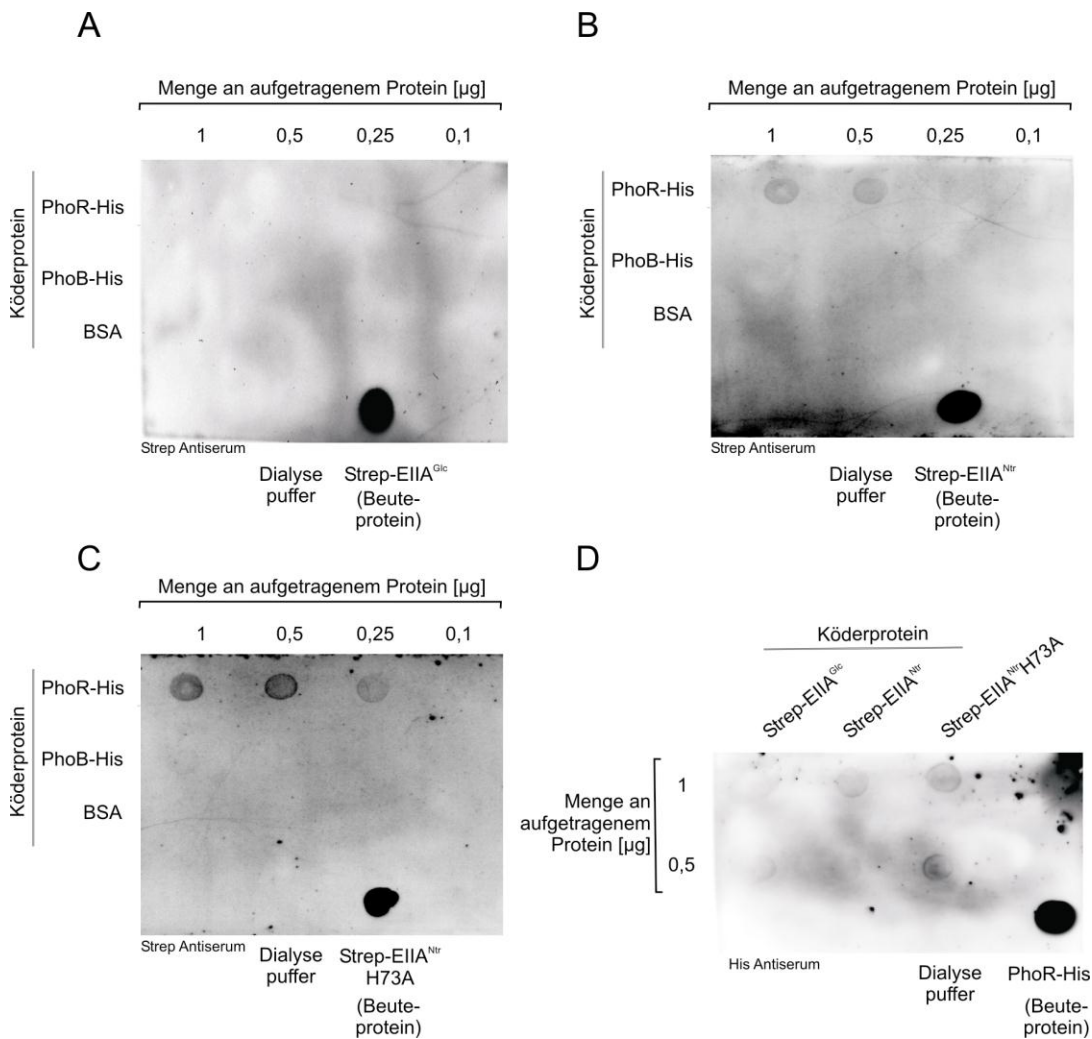 A
Menge an aufgetragenem Protein [µg]
1 0,5 0,25 0,1
Köderprotein
PhoR-His
PhoB-His
BSA
Strep Antiserum
Dialyse
puffer
Strep-EIIA^Glc
(Beute-
protein)
B
Menge an aufgetragenem Protein [µg]
1 0,5 0,25 0,1
Köderprotein
PhoR-His
PhoB-His
BSA
Strep Antiserum
Dialyse
puffer
Strep-EIIA^Ntr
(Beute-
protein)
C
Menge an aufgetragenem Protein [µg]
1 0,5 0,25 0,1
Köderprotein
PhoR-His
PhoB-His
BSA
Strep Antiserum
Dialyse
puffer
Strep-EIIA^Ntr
H73A
(Beute-
protein)
D
Köderprotein
Strep-EIIA^Glc
Strep-EIIA^Ntr
Strep-EIIA^Ntr H73A
Menge an
aufgetragenem
Protein [µg]
1
0,5
His Antiserum
Dialyse
puffer
PhoR-His
(Beute-
protein)